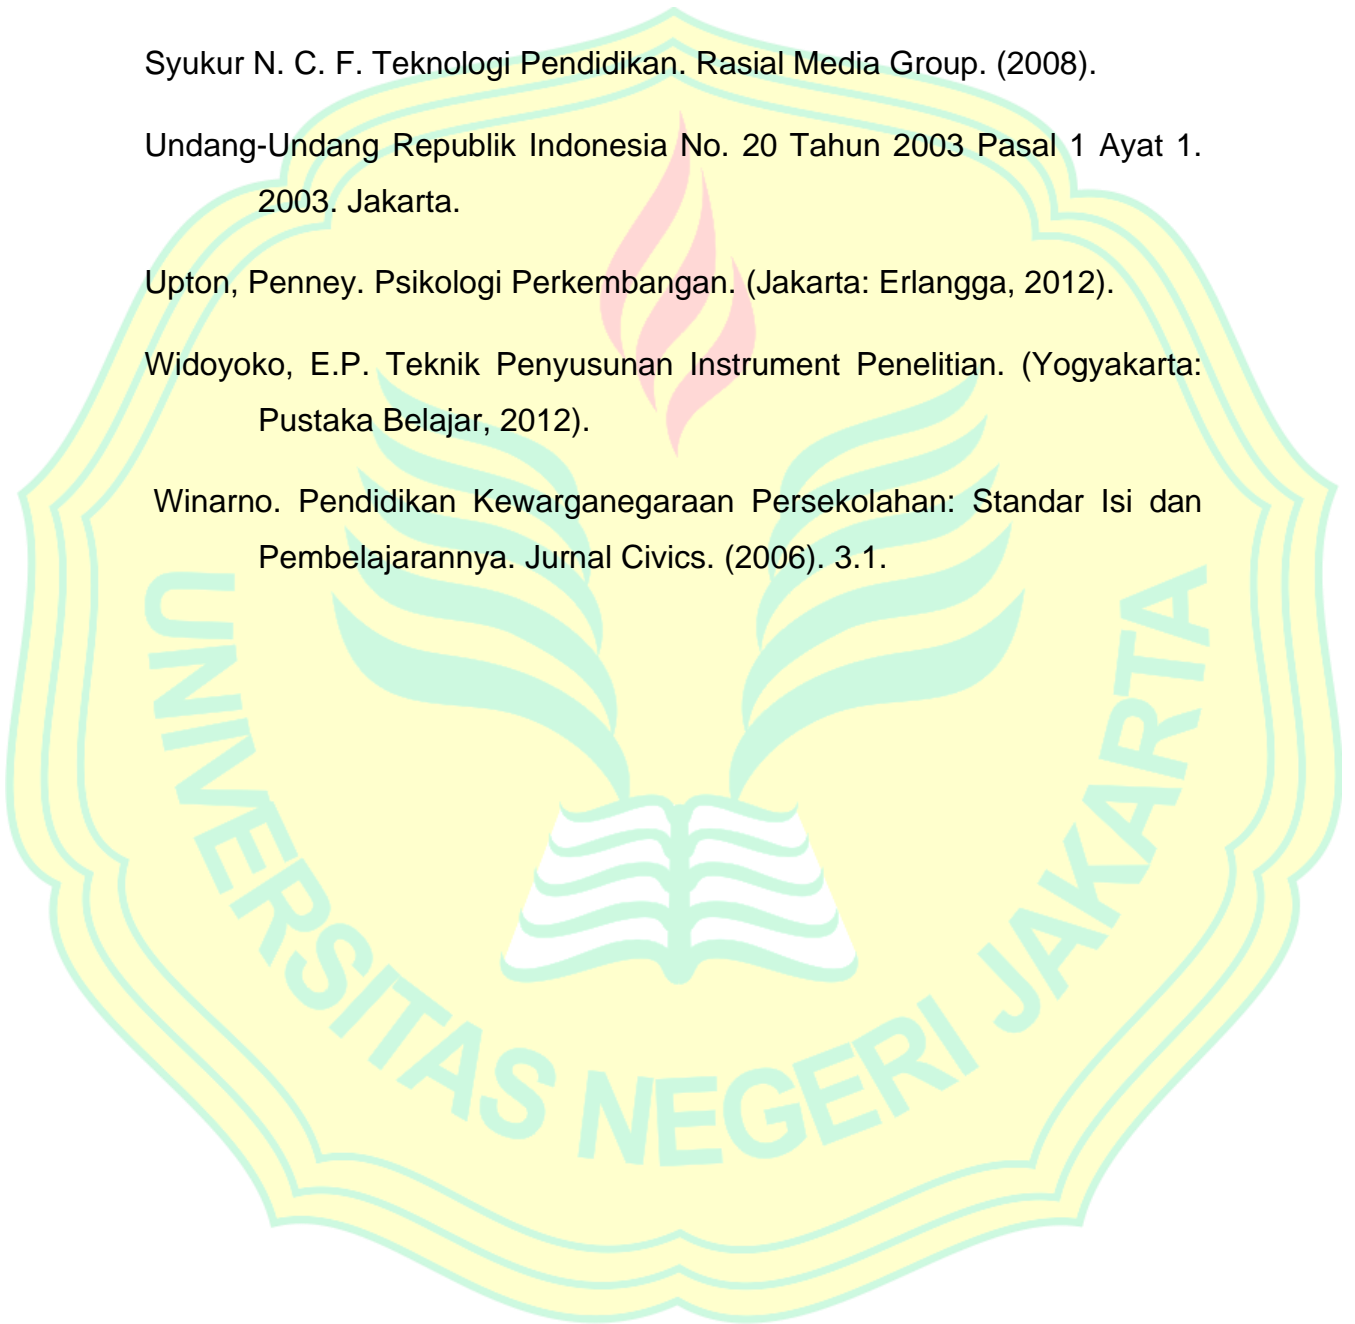 Syukur N. C. F. Teknologi Pendidikan. Rasial Media Group. (2008).
Undang-Undang Republik Indonesia No. 20 Tahun 2003 Pasal 1 Ayat 1.
2003. Jakarta.
Upton, Penney. Psikologi Perkembangan. (Jakarta: Erlangga, 2012).
Widoyoko, E.P. Teknik Penyusunan Instrument Penelitian. (Yogyakarta:
Pustaka Belajar, 2012).
Winarno. Pendidikan Kewarganegaraan Persekolahan: Standar Isi dan
Pembelajarannya. Jurnal Civics. (2006). 3.1.
UNIVERSITAS NEGERI JAKARTA